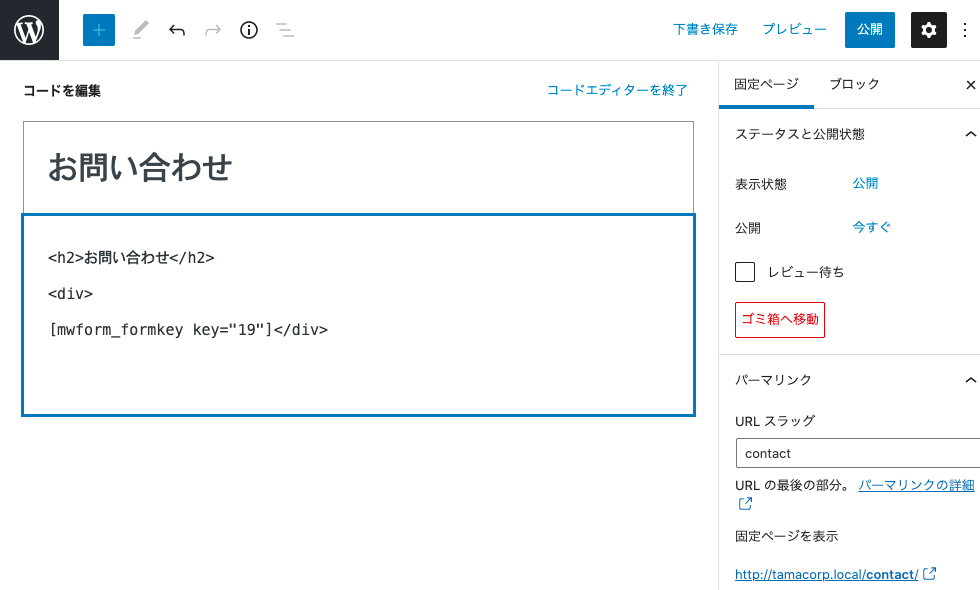 下書き保存 プレビュー 公開
コードを編集 コードエディターを終了
お問い合わせ
<h2>お問い合わせ</h2>
<div>
[mwform_formkey key="19"]</div>
固定ページ ブロック
ステータスと公開状態
表示状態 公開
公開 今すぐ
レビュー待ち
ゴミ箱へ移動
パーマリンク
URL スラッグ
contact
URL の最後の部分。 パーマリンクの詳細
固定ページを表示
http://tamacorp.local/contact/